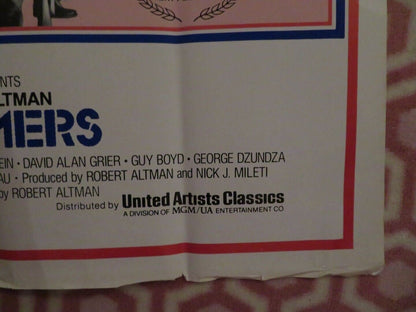 NTS
LTMAN
MERS
EIN • DAVID ALAN GRIER • GUY BOYD • GEORGE DZUNDZA
AU • Produced by ROBERT ALTMAN and NICK J. MILETI
by ROBERT ALTMAN
Distributed by United Artists Classics
A DIVISION OF MGM/UA ENTERTAINMENT CO.